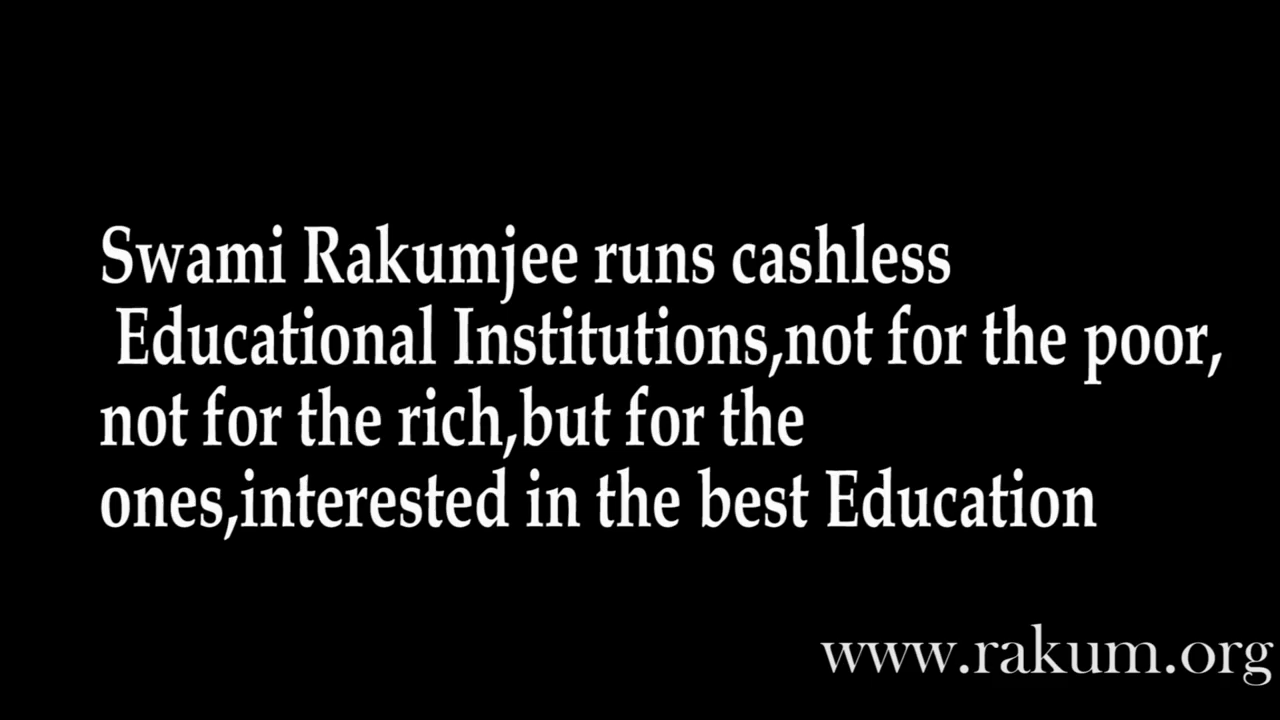 Swami Rakumjee runs cashless
Educational Institutions,not for the poor,
not for the rich,but for the
ones,interested in the best Education
www.rakum.org